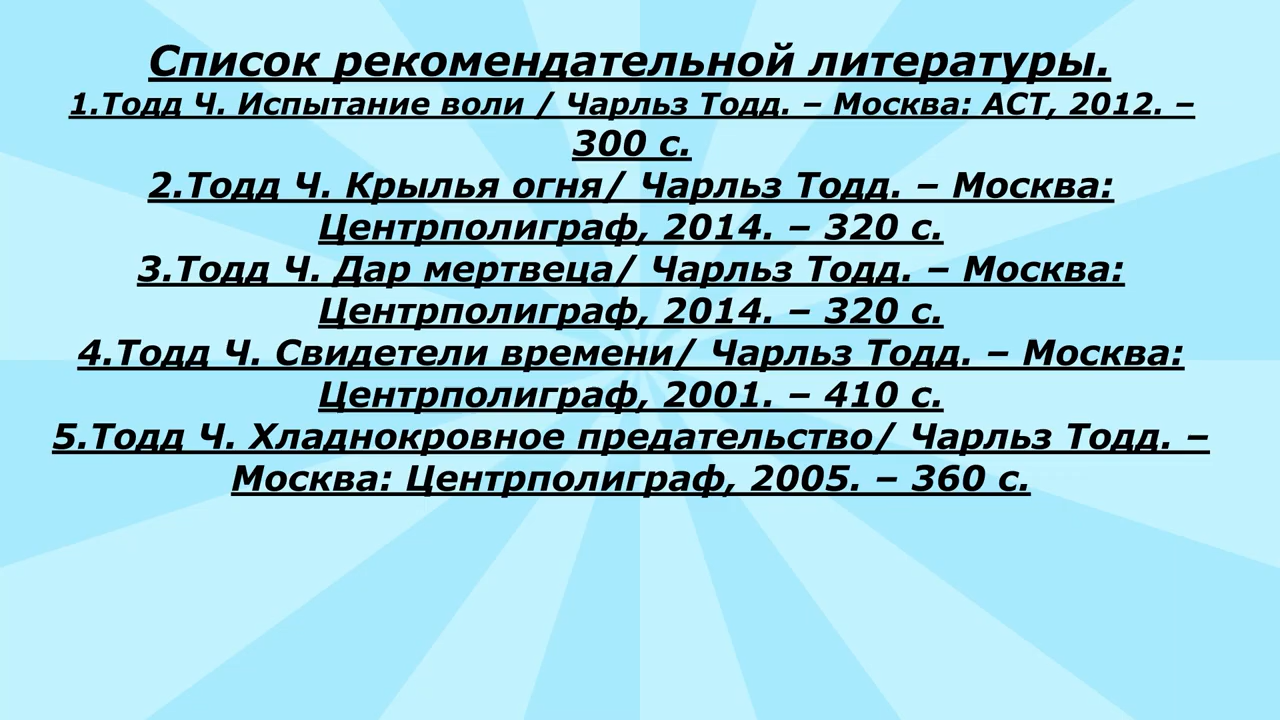 Список рекомендательной литературы.
1.Тодд Ч. Испытание воли / Чарльз Тодд. – Москва: АСТ, 2012. –
300 с.
2.Тодд Ч. Крылья огня/ Чарльз Тодд. – Москва:
Центрполиграф, 2014. – 320 с.
3.Тодд Ч. Дар мертвеца/ Чарльз Тодд. – Москва:
Центрполиграф, 2014. – 320 с.
4.Тодд Ч. Свидетели времени/ Чарльз Тодд. – Москва:
Центрполиграф, 2001. – 410 с.
5.Тодд Ч. Хладнокровное предательство/ Чарльз Тодд. –
Москва: Центрполиграф, 2005. – 360 с.